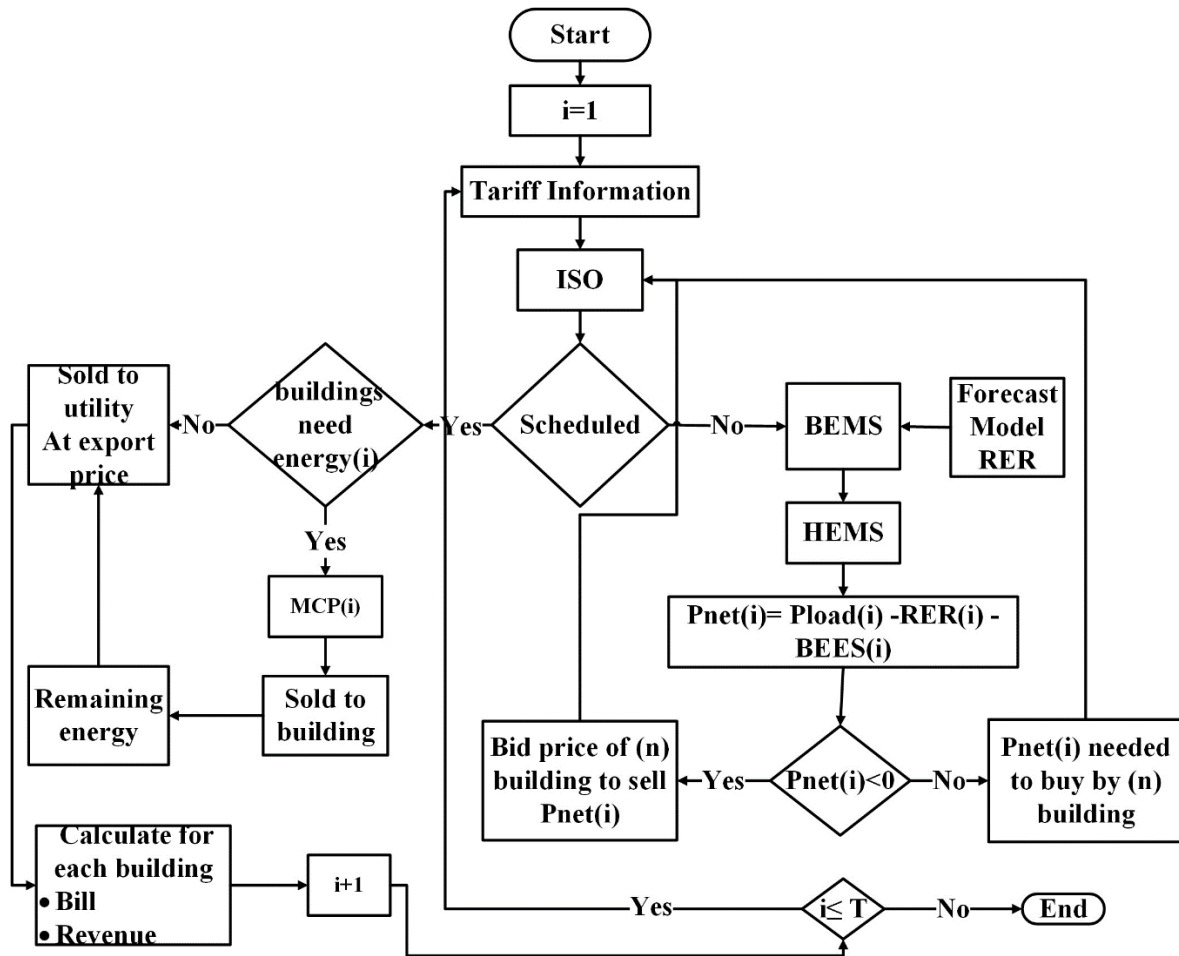 Start
i=1
Tariff Information
ISO
Scheduled
Yes
No
buildings
need
energy(i)
No
Yes
Sold to
utility
At export
price
MCP(i)
Sold to
building
Remaining
energy
BEMS
Forecast
Model
RER
HEMS
Pnet(i)= Pload(i) -RER(i) -
BEES(i)
Pnet(i)<0
Yes
No
Bid price of (n)
building to sell
Pnet(i)
Pnet(i) needed
to buy by (n)
building
Calculate for
each building
• Bill
• Revenue
i+1
i≤ T
Yes
No
End